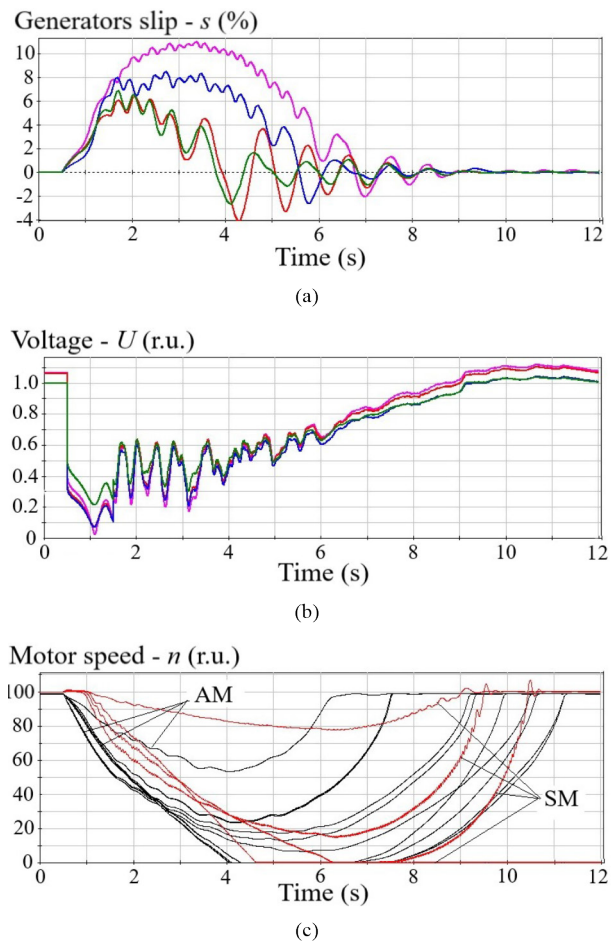 Generators slip - s (%)
10
8
6
4
2
0
-2
-4
0 2 4 6 8 10 12
Time (s)
(a)
Voltage - U (r.u.)
1.0
0.8
0.6
0.4
0.2
0
0 2 4 6 8 10 12
Time (s)
(b)
Motor speed - n (r.u.)
100
80
60
40
20
0
AM
SM
0 2 4 6 8 10 12
Time (s)
(c)